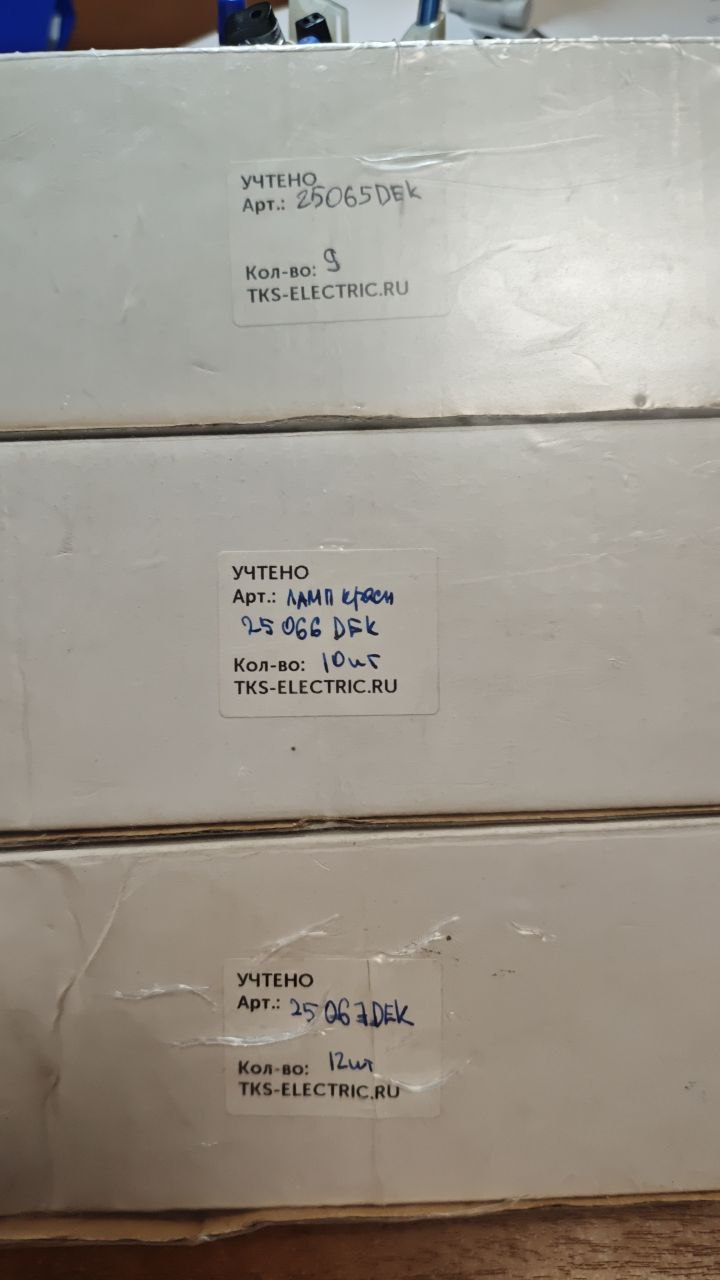 УЧТЕНО
Арт.: 25065DEK
Кол-во: 9
TKS-ELECTRIC.RU
УЧТЕНО
Арт.: ЛАМП красн
25066 DEK
Кол-во: 10шт
TKS-ELECTRIC.RU
УЧТЕНО
Арт.: 25067DEK
Кол-во: 12шт
TKS-ELECTRIC.RU